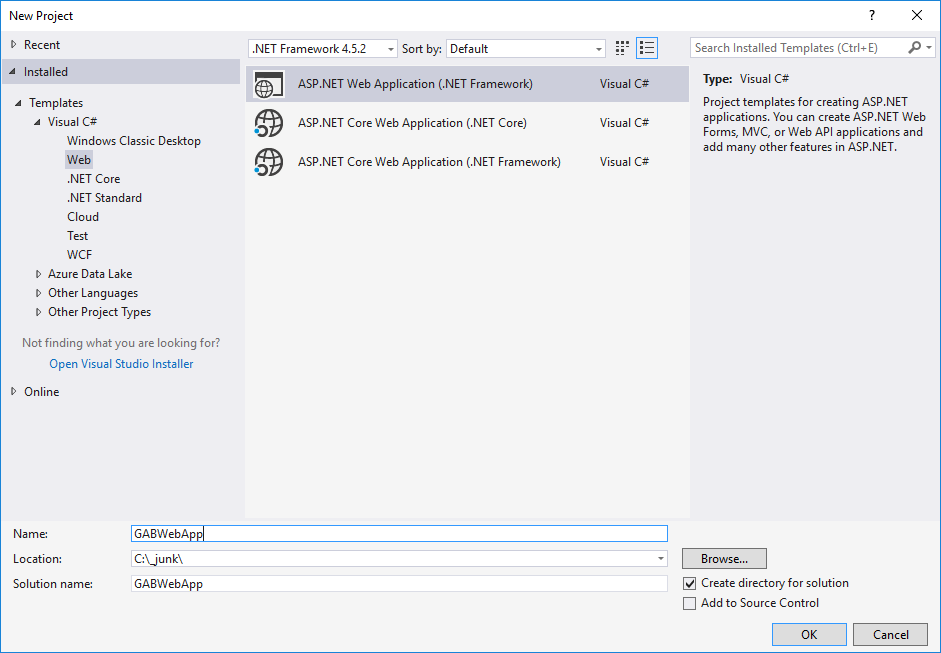 New Project
?
Recent
Installed
Templates
Visual C#
Windows Classic Desktop
Web
.NET Core
.NET Standard
Cloud
Test
WCF
Azure Data Lake
Other Languages
Other Project Types
Not finding what you are looking for?
Open Visual Studio Installer
Online
.NET Framework 4.5.2 Sort by: Default
ASP.NET Web Application (.NET Framework) Visual C#
ASP.NET Core Web Application (.NET Core) Visual C#
ASP.NET Core Web Application (.NET Framework) Visual C#
Search Installed Templates (Ctrl+E)
Type: Visual C#
Project templates for creating ASP.NET
applications. You can create ASP.NET Web
Forms, MVC, or Web API applications and
add many other features in ASP.NET.
Name: GABWebApp
Location: C:\_junk\
Browse...
Solution name: GABWebApp
Create directory for solution
Add to Source Control
OK Cancel